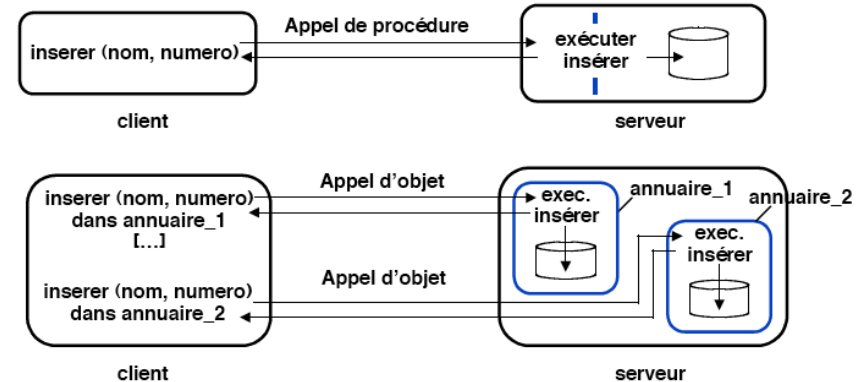 Appel de procédure
inserer (nom, numero)
exécuter
insérer
client
serveur
Appel d'objet
inserer (nom, numero)
dans annuaire_1
[...]
exec.
insérer
annuaire_1
annuaire_2
exec.
insérer
Appel d'objet
inserer (nom, numero)
dans annuaire_2
client
serveur